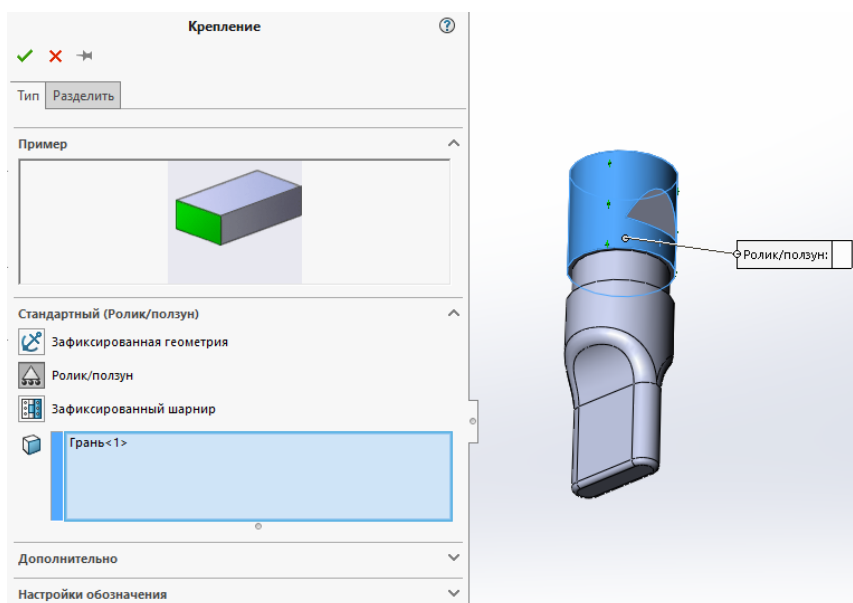 Крепление
Тип Разделить
Пример
Стандартный (Ролик/ползун)
Зафиксированная геометрия
Ролик/ползун
Зафиксированный шарнир
Грань<1>
Дополнительно
Настройки обозначения
Ролик/ползун: